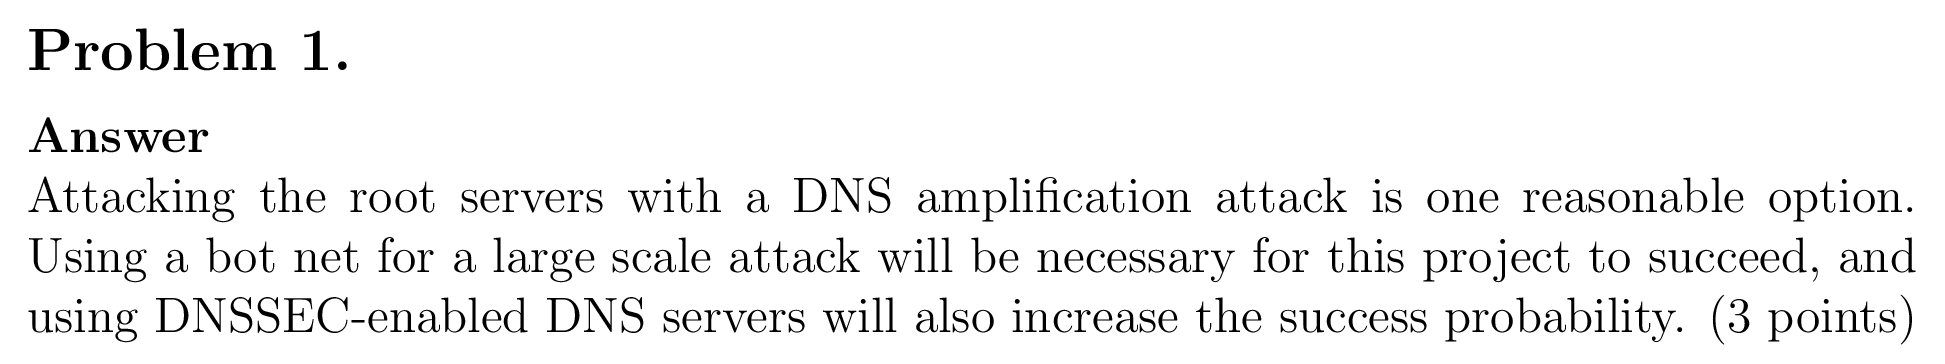 Problem 1.
Answer
Attacking the root servers with a DNS amplification attack is one reasonable option.
Using a bot net for a large scale attack will be necessary for this project to succeed, and
using DNSSEC-enabled DNS servers will also increase the success probability. (3 points)